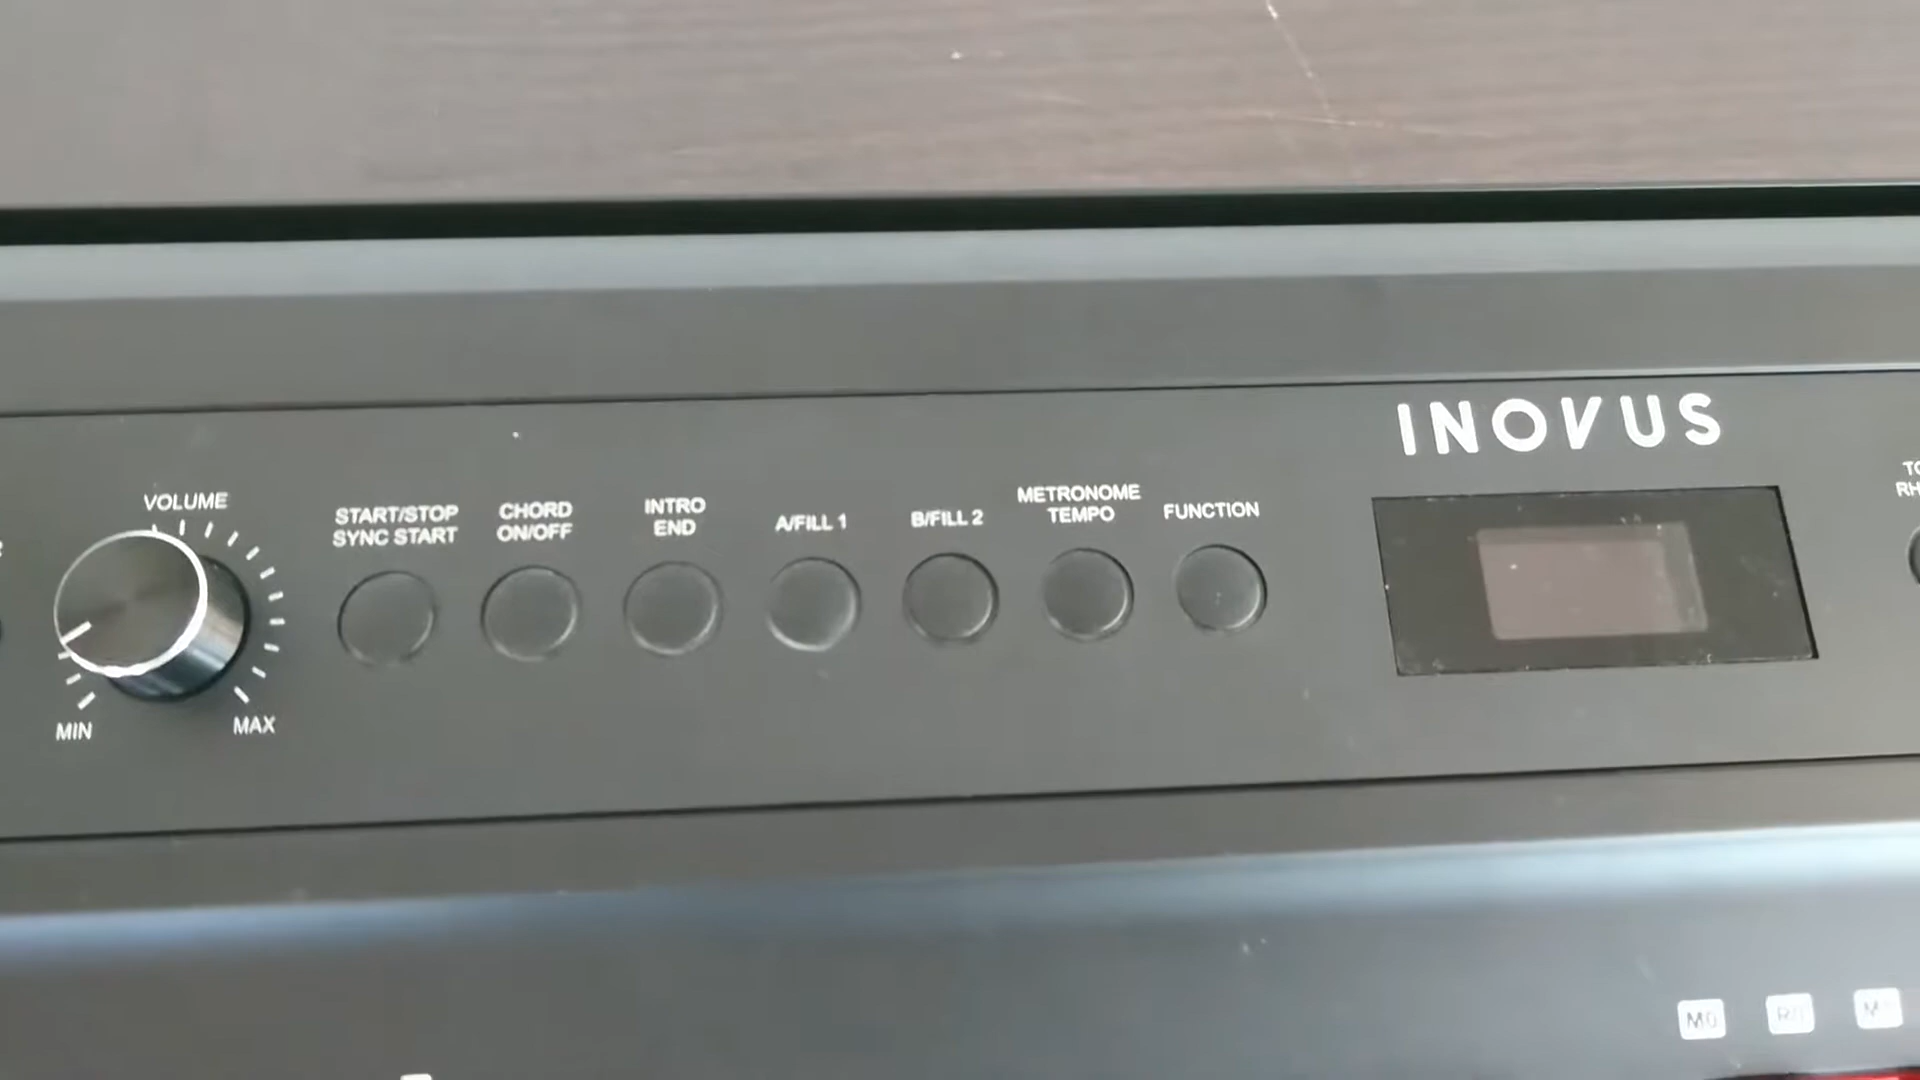 INOVUS
VOLUME
MIN
MAX
START/STOP
SYNC START
CHORD
ON/OFF
INTRO
END
A/FILL 1
B/FILL 2
METRONOME
TEMPO
FUNCTION
M0